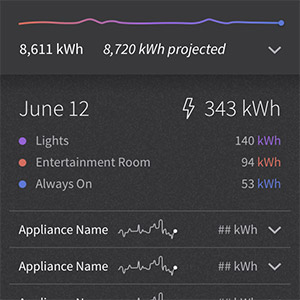 8,611 kWh 8,720 kWh projected
June 12 343 kWh
Lights 140 kWh
Entertainment Room 94 kWh
Always On 53 kWh
Appliance Name ## kWh
Appliance Name ## kWh